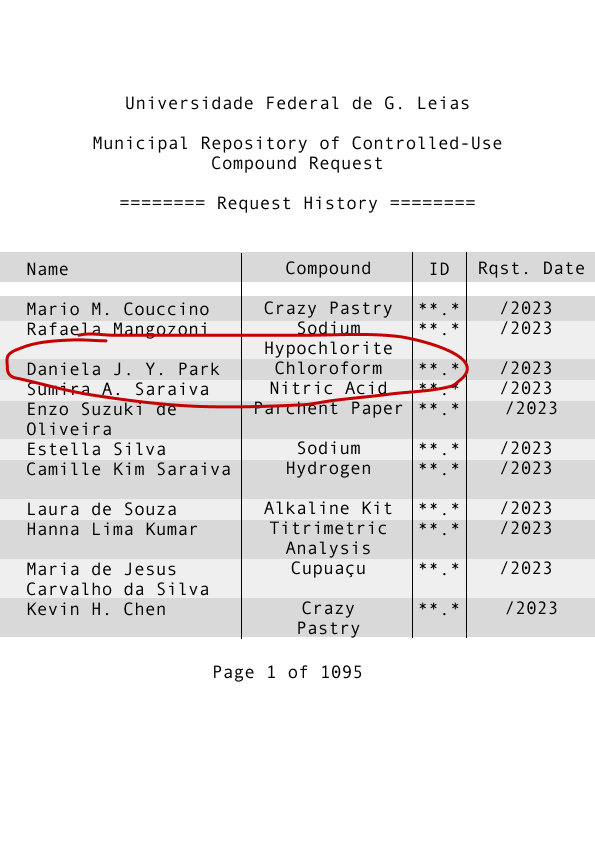 Universidade Federal de G. Leias
Municipal Repository of Controlled-Use
Compound Request
======== Request History ========
Name Compound ID Rqst. Date
Mario M. Couccino Crazy Pastry **.* /2023
Rafaela Mangozoni Sodium **.* /2023
Hypochlorite
Daniela J. Y. Park Chloroform **.* /2023
Sumira A. Saraiva Nitric Acid **.* /2023
Enzo Suzuki de Parchent Paper **.* /2023
Oliveira
Estella Silva Sodium **.* /2023
Camille Kim Saraiva Hydrogen **.* /2023
Laura de Souza Alkaline Kit **.* /2023
Hanna Lima Kumar Titrimetric **.* /2023
Analysis
Maria de Jesus Cupuaçu **.* /2023
Carvalho da Silva
Kevin H. Chen Crazy **.* /2023
Pastry
Page 1 of 1095